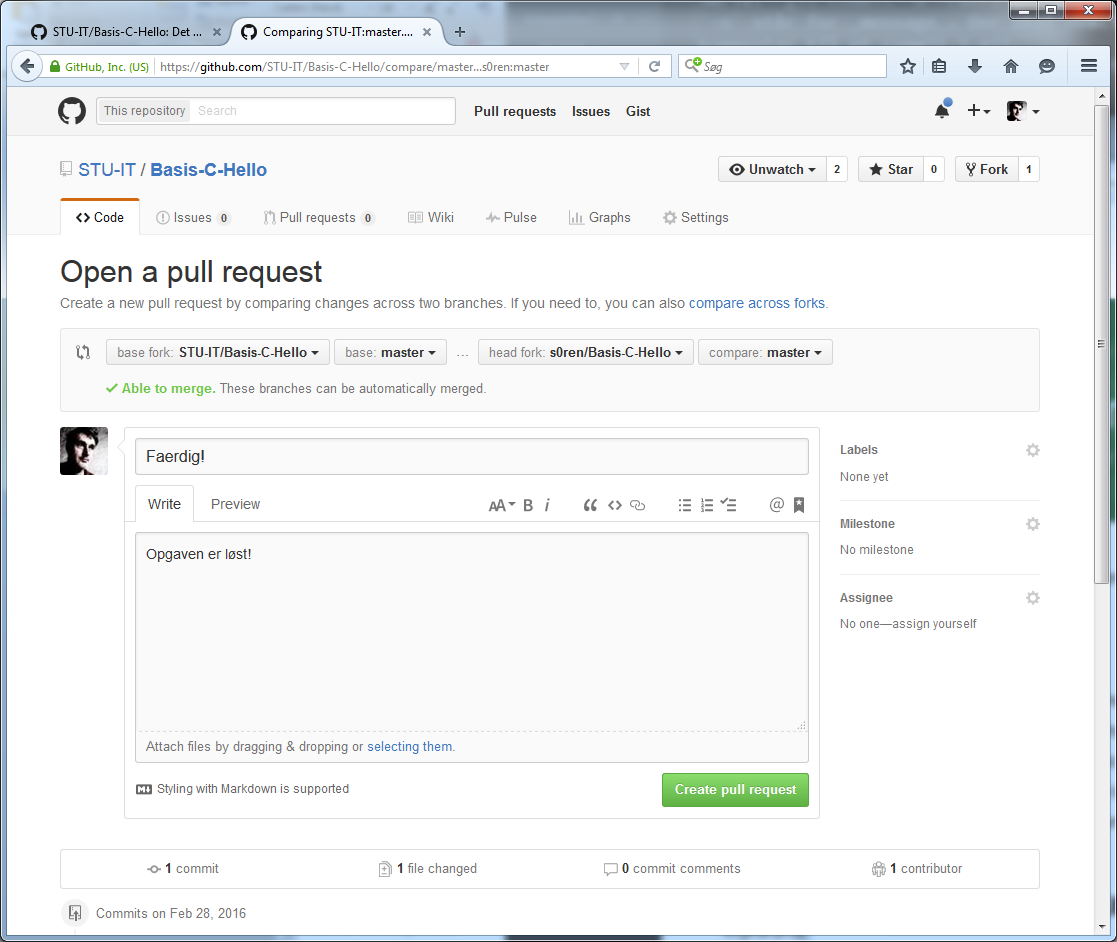 STU-IT/Basis-C-Hello: Det ...
Comparing STU-IT:master....
GitHub, Inc. (US) https://github.com/STU-IT/Basis-C-Hello/compare/master...s0ren:master
Søg
This repository Search
Pull requests Issues Gist
STU-IT / Basis-C-Hello
Unwatch 2 Star 0 Fork 1
Code Issues 0 Pull requests 0 Wiki Pulse Graphs Settings
Open a pull request
Create a new pull request by comparing changes across two branches. If you need to, you can also compare across forks.
base fork: STU-IT/Basis-C-Hello base: master ... head fork: s0ren/Basis-C-Hello compare: master
Able to merge. These branches can be automatically merged.
Faerdig!
Write Preview AA B i “ <> @
Opgaven er løst!
Attach files by dragging & dropping or selecting them.
Styling with Markdown is supported
Create pull request
Labels
None yet
Milestone
No milestone
Assignee
No one—assign yourself
1 commit 1 file changed 0 commit comments 1 contributor
Commits on Feb 28, 2016